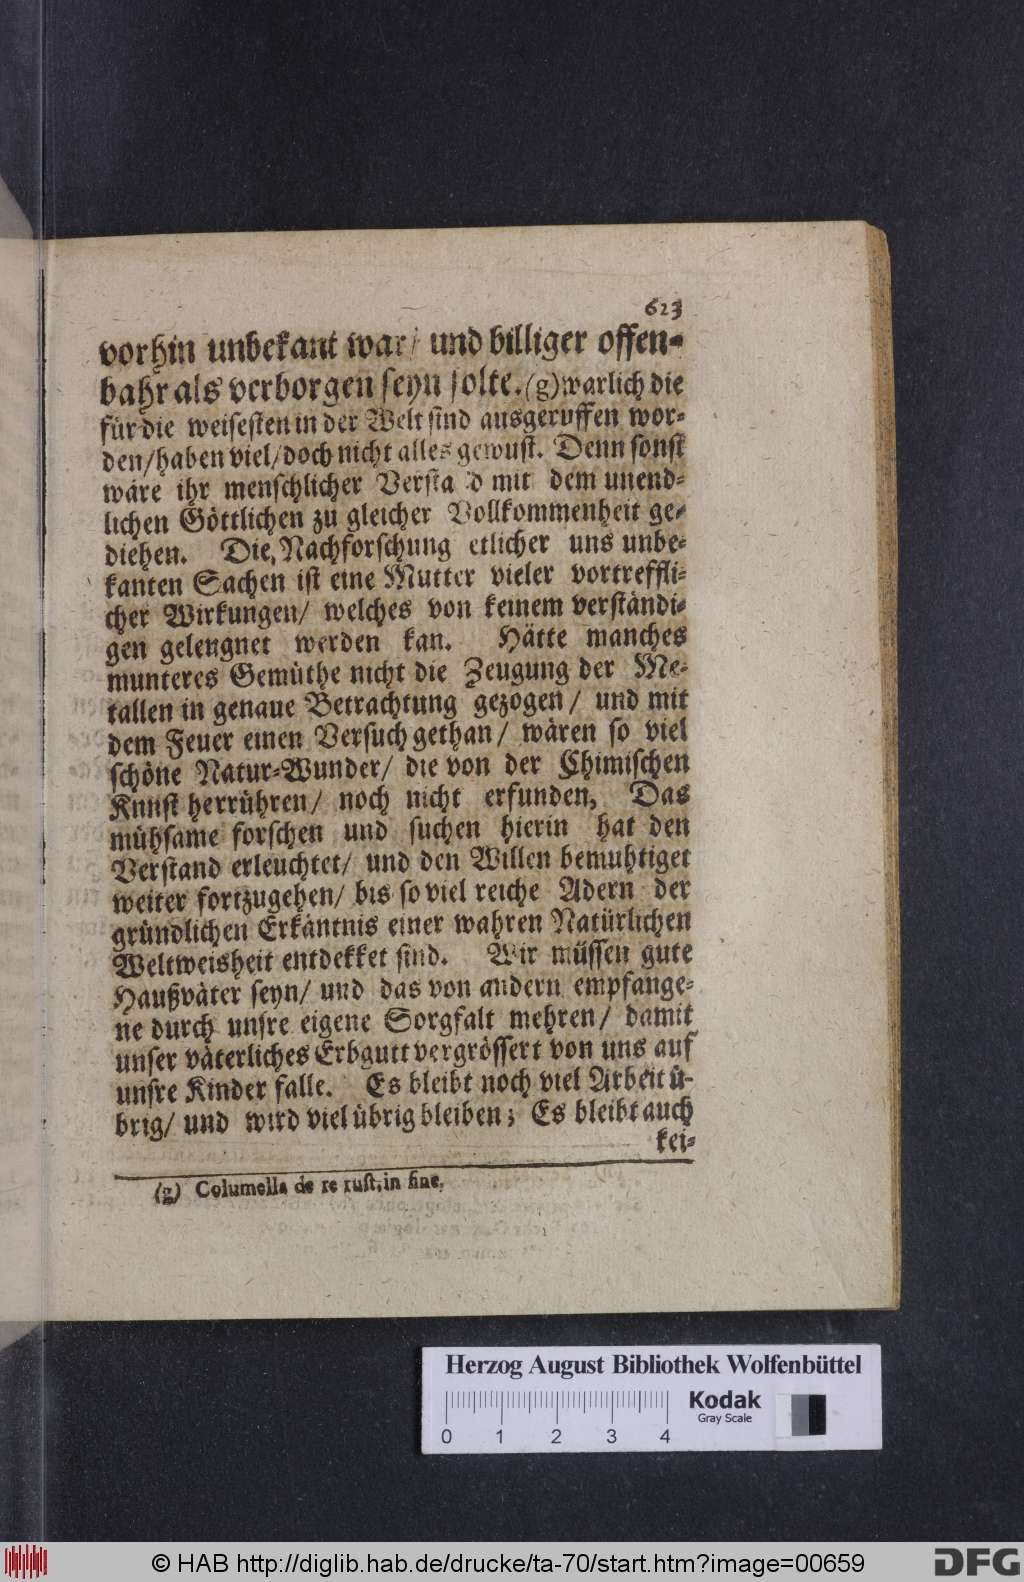 623
vorhin unbekant war/ und billiger offen-
bahr als verborgen seyn solte. (g) warlich die
für die weisesten in der Welt sind ausgeruffen wor-
den/ haben viel/ doch nicht alles gewust. Denn sonst
wäre ihr menschlicher Versta d mit dem unend-
lichen Göttlichen zu gleicher Vollkommenheit ge-
diehen. Die Nachforschung etlicher uns unbe-
kanten Sachen ist eine Mutter vieler vortreffli-
cher Wirkungen/ welches von keinem verständi-
gen gelengnet werden kan. Hätte manches
munteres Gemüthe nicht die Zeugung der Me-
tallen in genaue Betrachtung gezogen/ und mit
dem Feuer einen Versuch gethan/ wären so viel
schöne Natur-Wunder/ die von der Chimischen
Kunst herrühren/ noch nicht erfunden, Das
mühsame forschen und suchen hierin hat den
Verstand erleuchtet/ und den Willen bemuhtiget
weiter fortzugehen/ bis so viel reiche Adern der
gründlichen Erkäntnis einer wahren Natürlichen
Weltweisheit entdekket sind. Wir müssen gute
Haußväter seyn/ und das von andern empfange-
ne durch unsre eigene Sorgfalt mehren/ damit
unser väterliches Erbgutt vergrössert von uns auf
unsre Kinder falle. Es bleibt noch viel Arbeit ü-
brig/ und wird viel übrig bleiben; Es bleibt auch
kei-
(g) Columella de re rust. in fine.
Herzog August Bibliothek Wolfenbüttel
Kodak
Gray Scale
0 1 2 3 4
© HAB http://diglib.hab.de/drucke/ta-70/start.htm?image=00659
DFG